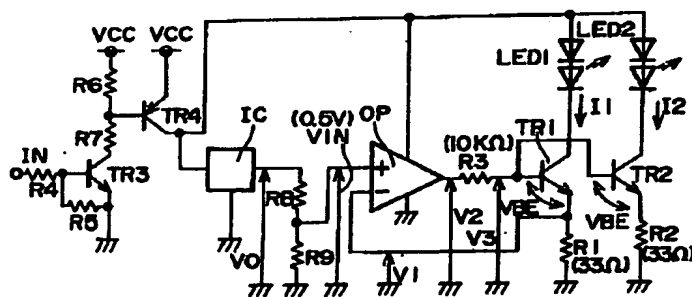 VCC VCC
LED2
LED1
R6
TR4
IC
(0.5V)
VIN
OP
R7
I1
I2
(10KΩ)
TR1
IN
R3
R4
TR3
R8
TR2
VBE
VBE
R5
V0
R9
V2
V3
V1
R1
(33Ω)
R2
(33Ω)
+
−